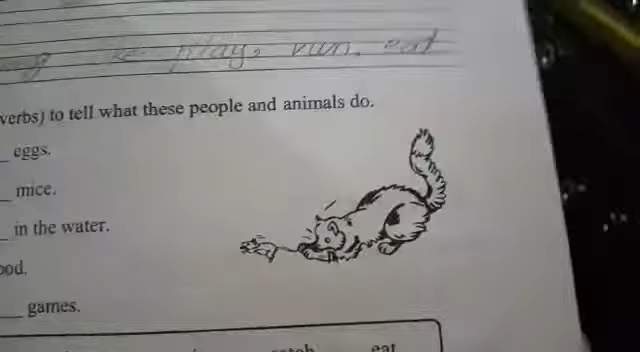 play, run, eat
verbs) to tell what these people and animals do.
eggs.
mice.
in the water.
games.
eat